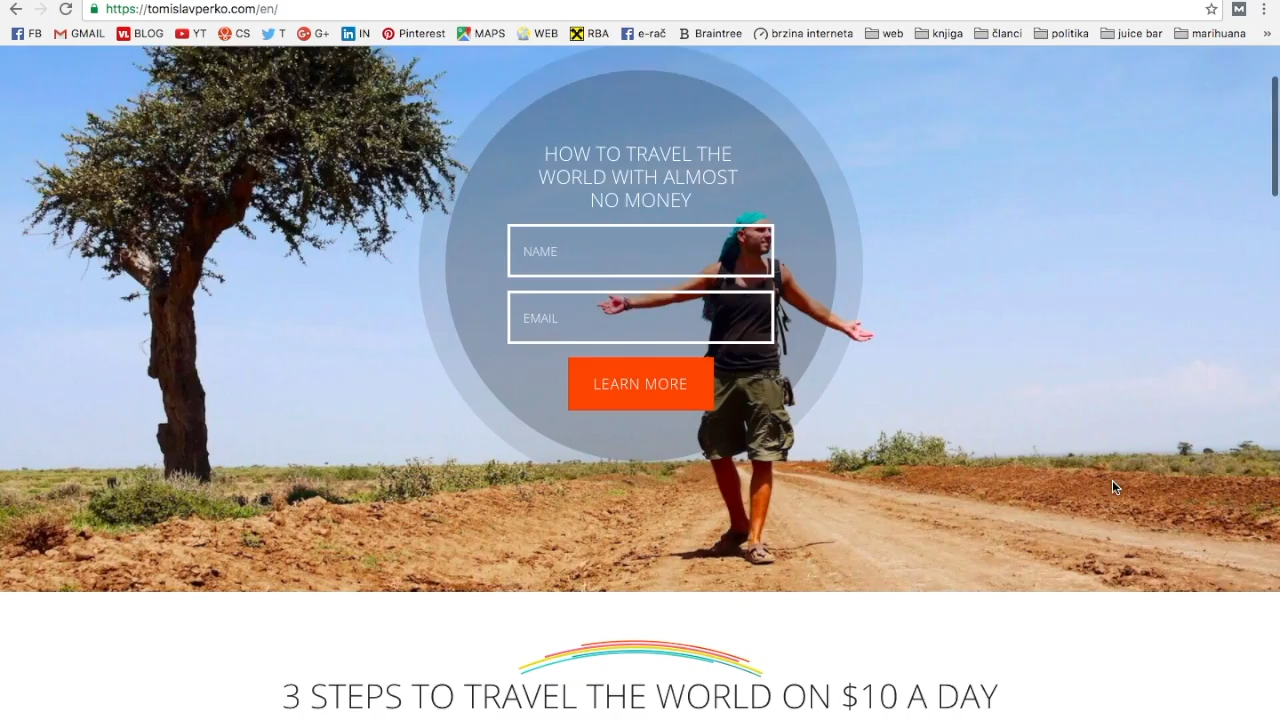 https://tomislavperko.com/en/
FB GMAIL BLOG YT CS T G+ IN Pinterest MAPS WEB RBA e-rač Braintree brzina interneta web knjiga članci politika juice bar marihuana »
HOW TO TRAVEL THE
WORLD WITH ALMOST
NO MONEY
NAME
EMAIL
LEARN MORE
3 STEPS TO TRAVEL THE WORLD ON $10 A DAY